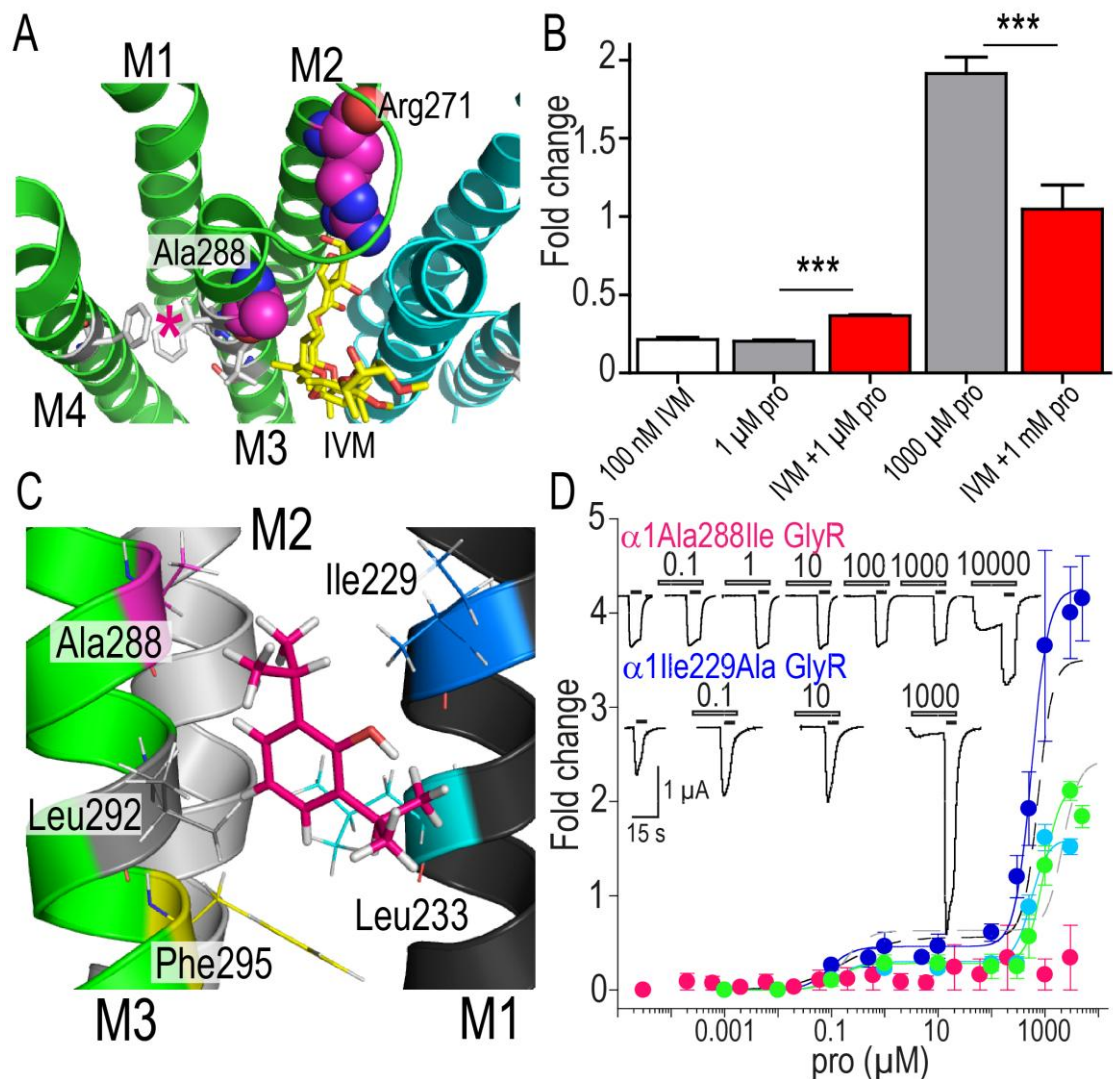 A
M1
M2
Arg271
Ala288
*
M4
M3
IVM
B
Fold change
2
1.5
1
0.5
0
***
***
100 nM IVM
1 µM pro
IVM +1 µM pro
1000 µM pro
IVM +1 mM pro
C
M2
Ile229
Ala288
Leu292
Leu233
Phe295
M3
M1
D
Fold change
5
4
3
2
1
0
α1Ala288Ile GlyR
0.1 1 10 100 1000 10000
α1Ile229Ala GlyR
0.1 10 1000
1 µA
15 s
0.001 0.1 10 1000
pro (µM)